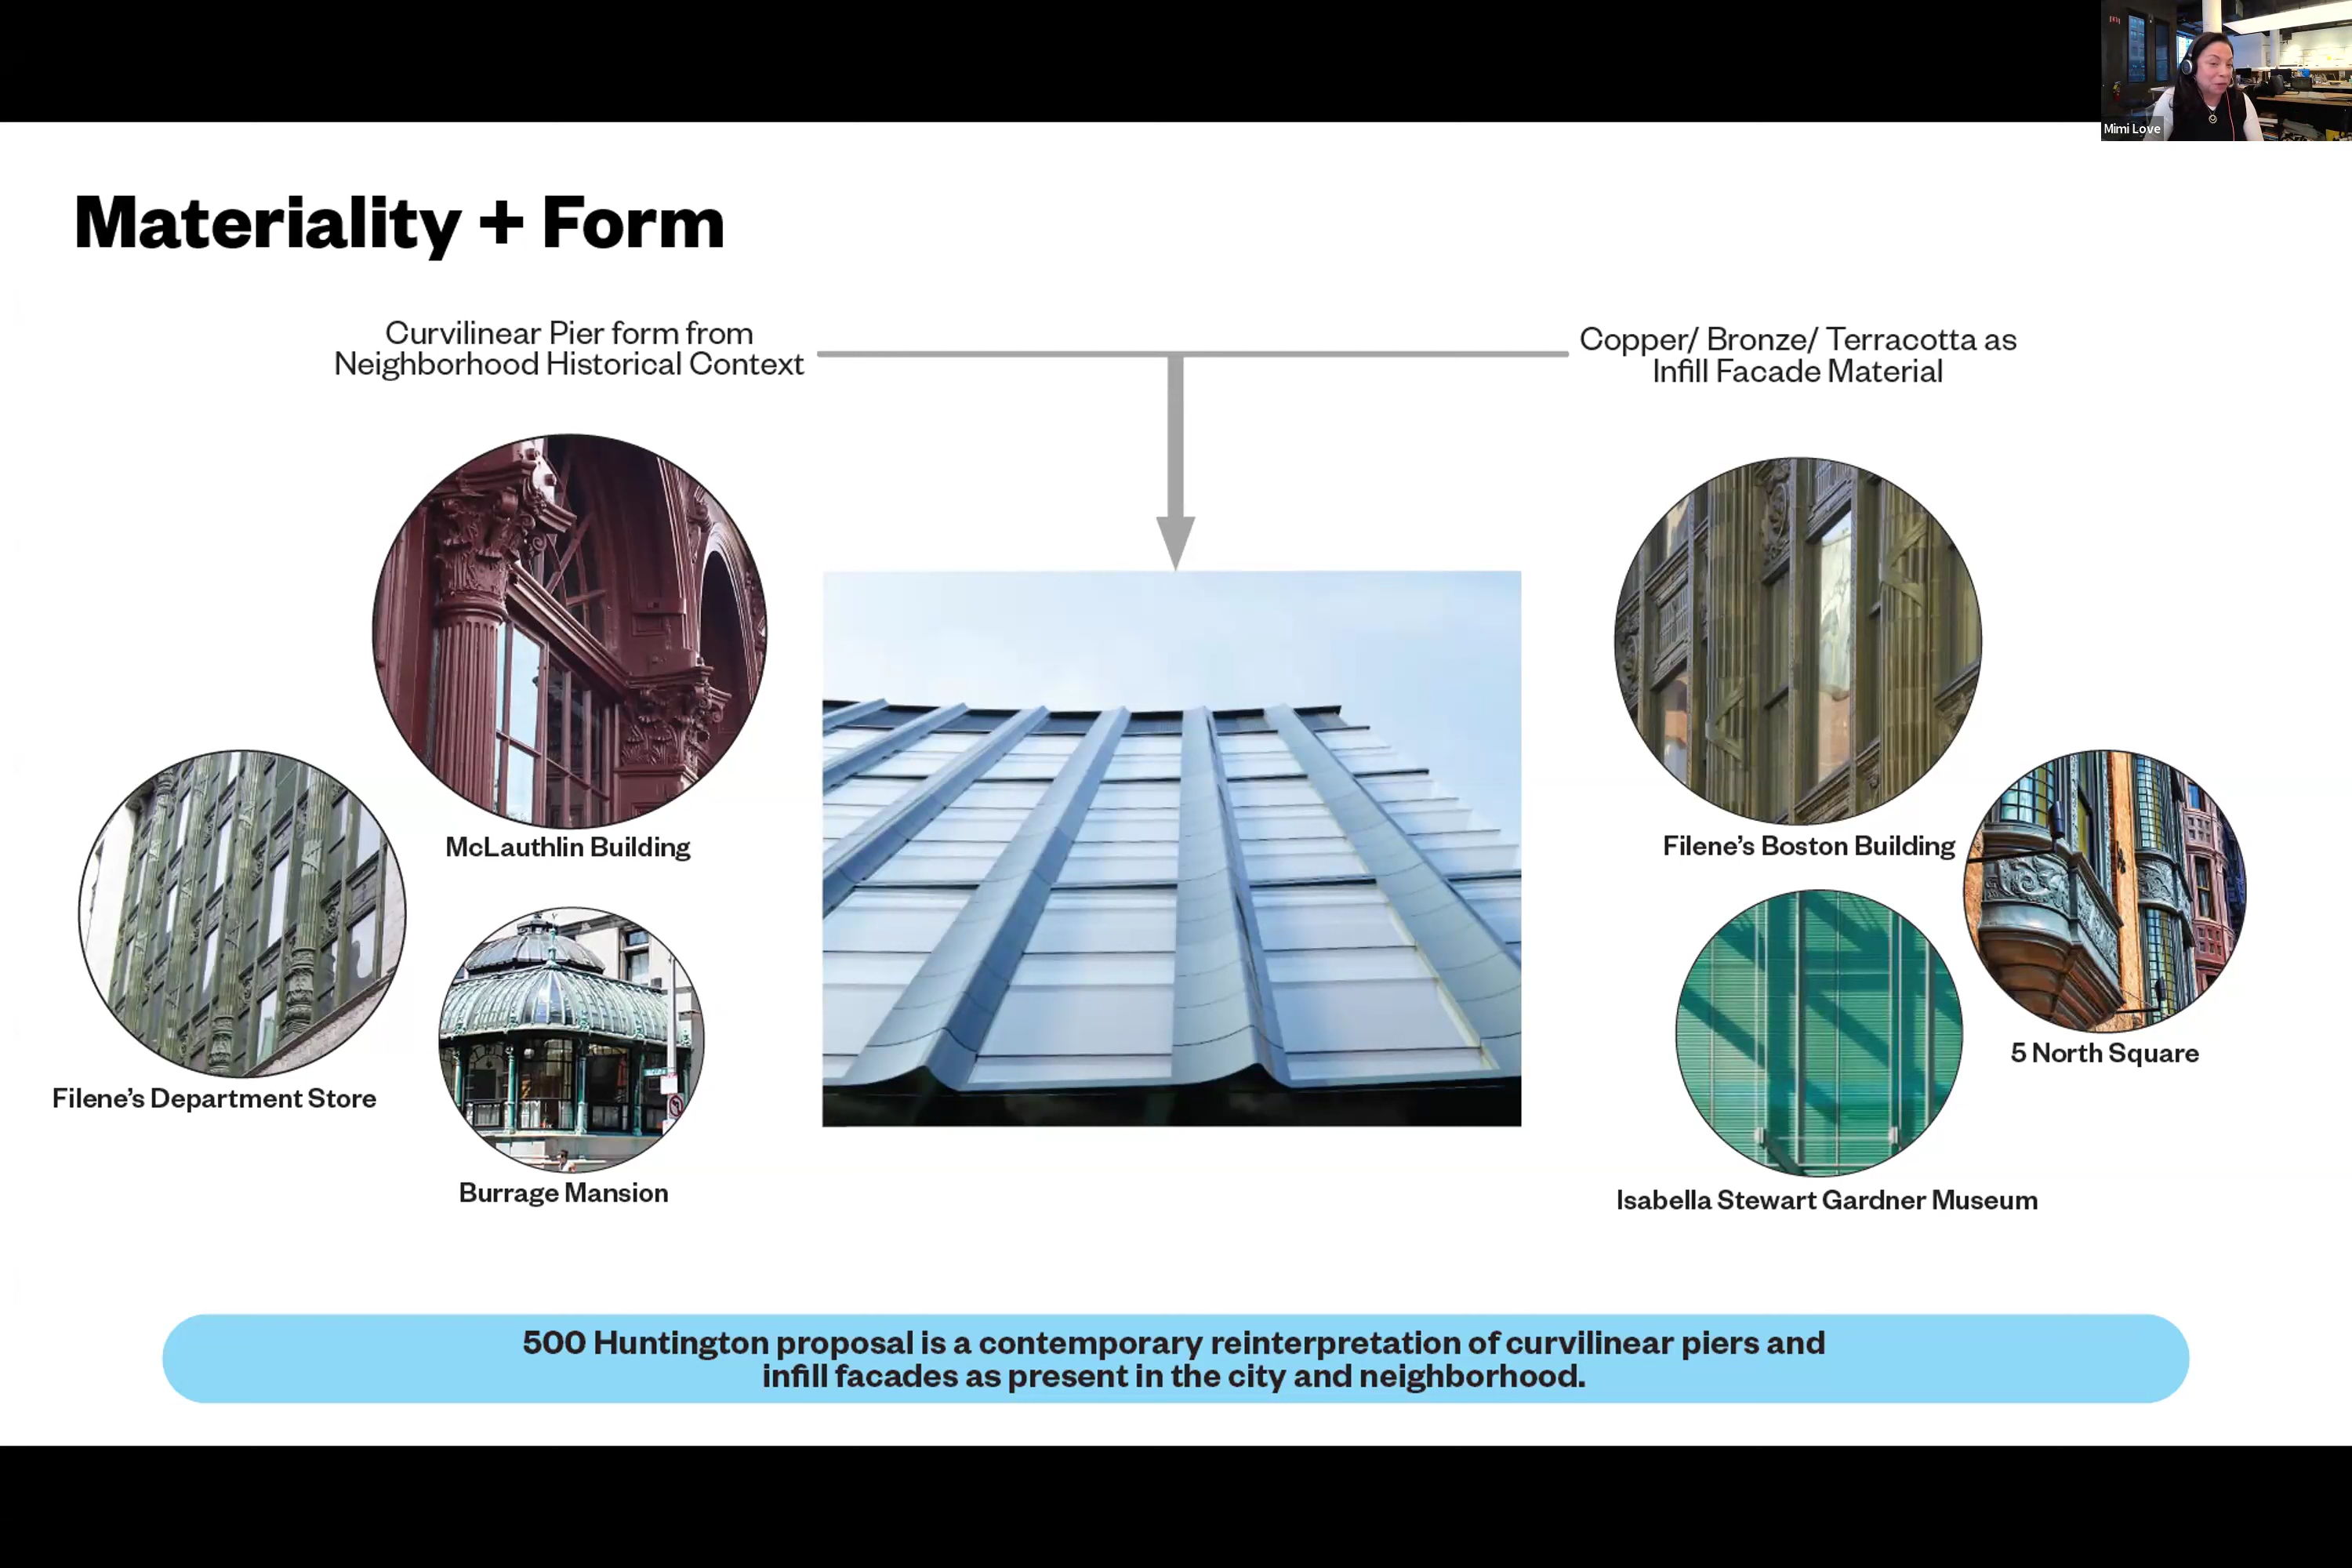 Mimi Love
Materiality + Form
Curvilinear Pier form from
Neighborhood Historical Context
Copper/ Bronze/ Terracotta as
Infill Facade Material
McLauthlin Building
Filene's Department Store
Burrage Mansion
Filene's Boston Building
5 North Square
Isabella Stewart Gardner Museum
500 Huntington proposal is a contemporary reinterpretation of curvilinear piers and
infill facades as present in the city and neighborhood.